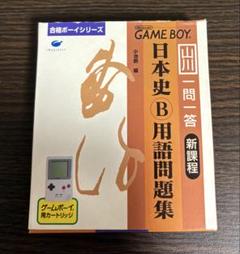 合格ボーイシリーズ
Nintendo
GAME BOY
山川
一問一答
新課程
日本史Ⓑ用語問題集
ゲームボーイ
用カートリッジ